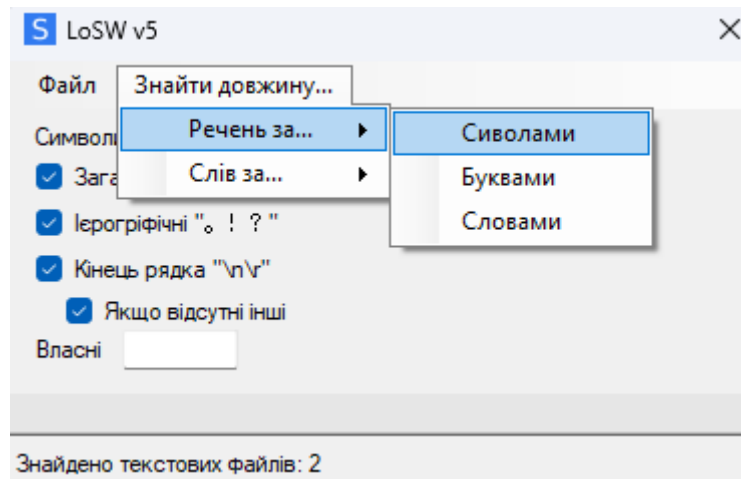 LoSW v5
Файл Знайти довжину...
Символи
Речень за... Сиволами
Зага
Слів за... Буквами
Ієрогріфічні "。！？" Словами
Кінець рядка "\n\r"
Якщо відсутні інші
Власні
Знайдено текстових файлів: 2